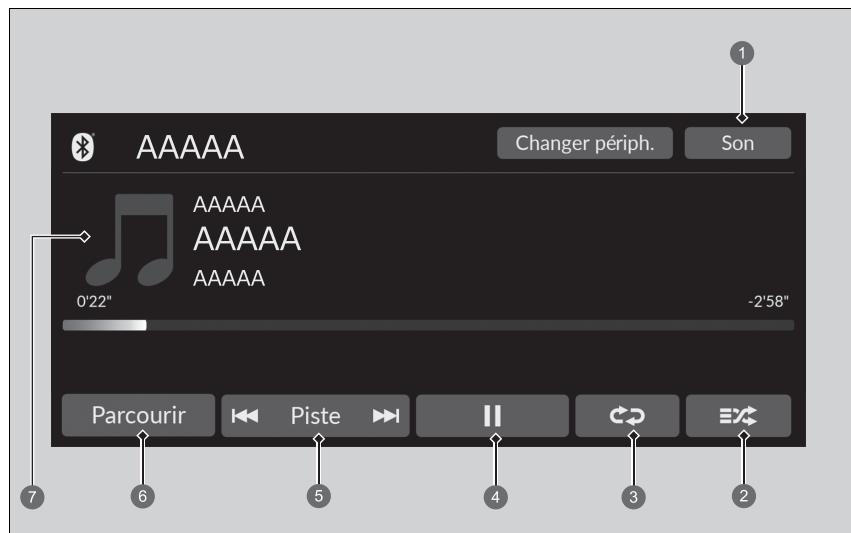 1
AAAAA
Changer périph.
Son
AAAAA
AAAAA
AAAAA
7
0'22"
-2'58"
Parcourir
Piste
7
6
5
4
3
2